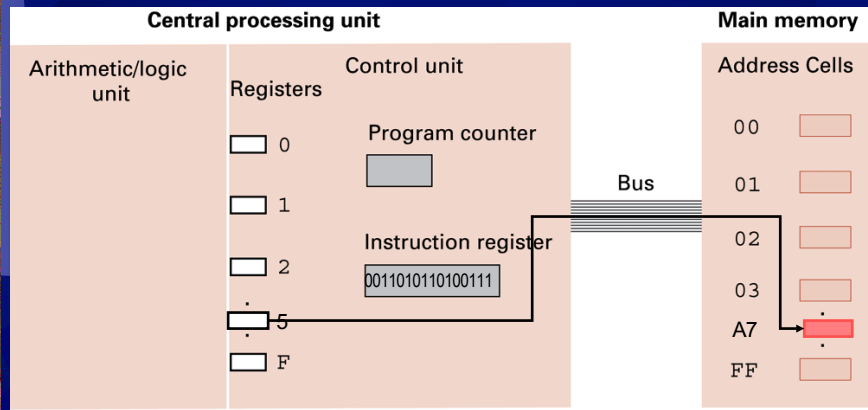 Central processing unit
Main memory
Arithmetic/logic
unit
Registers
Control unit
Address Cells
0
Program counter
00
1
Bus
01
2
Instruction register
02
0011010110100111
03
5
A7
F
FF